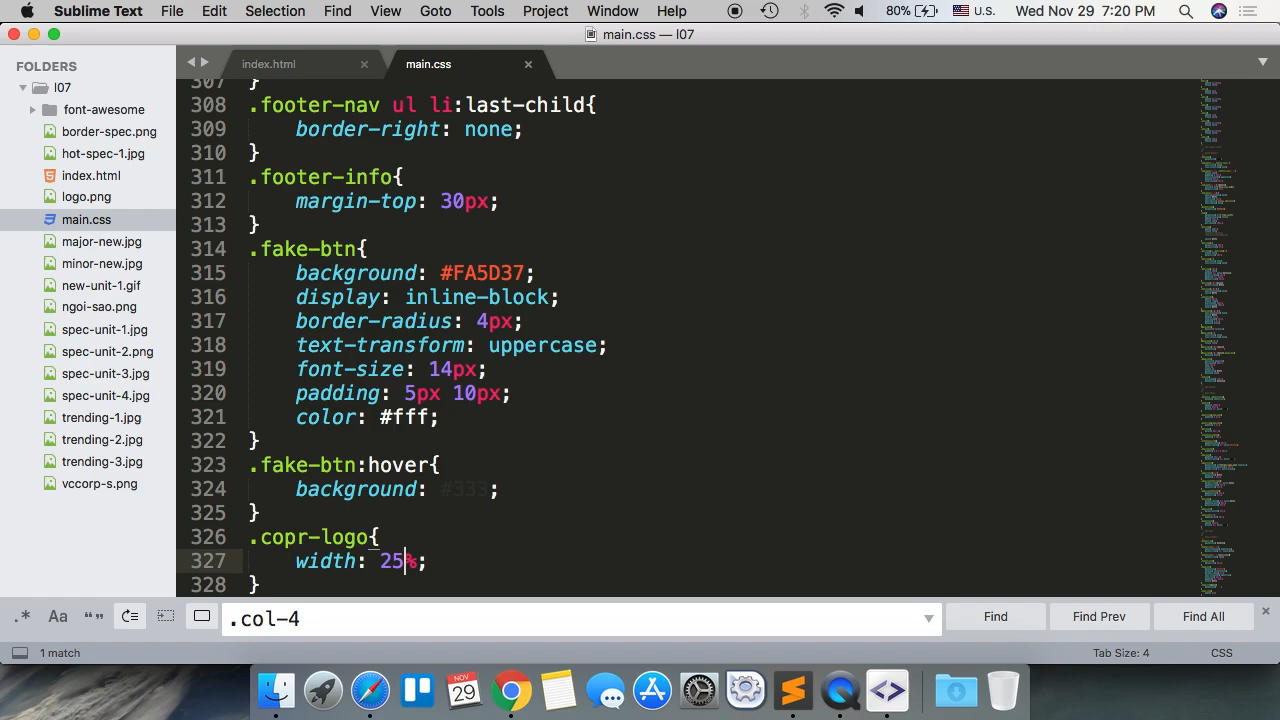 Sublime Text File Edit Selection Find View Goto Tools Project Window Help 80% U.S. Wed Nov 29 7:20 PM
main.css — l07
FOLDERS
l07
font-awesome
border-spec.png
hot-spec-1.jpg
index.html
logo.png
main.css
major-new.jpg
minor-new.jpg
new-unit-1.gif
ngoi-sao.png
spec-unit-1.jpg
spec-unit-2.png
spec-unit-3.jpg
spec-unit-4.jpg
trending-1.jpg
trending-2.jpg
trending-3.jpg
vccorp-s.png
index.html main.css
307 }
308 .footer-nav ul li:last-child{
309 border-right: none;
310 }
311 .footer-info{
312 margin-top: 30px;
313 }
314 .fake-btn{
315 background: #FA5D37;
316 display: inline-block;
317 border-radius: 4px;
318 text-transform: uppercase;
319 font-size: 14px;
320 padding: 5px 10px;
321 color: #fff;
322 }
323 .fake-btn:hover{
324 background: #333;
325 }
326 .copr-logo{
327 width: 25%;
328 }
.* Aa “” .col-4 Find Find Prev Find All
1 match Tab Size: 4 CSS
NOV
29